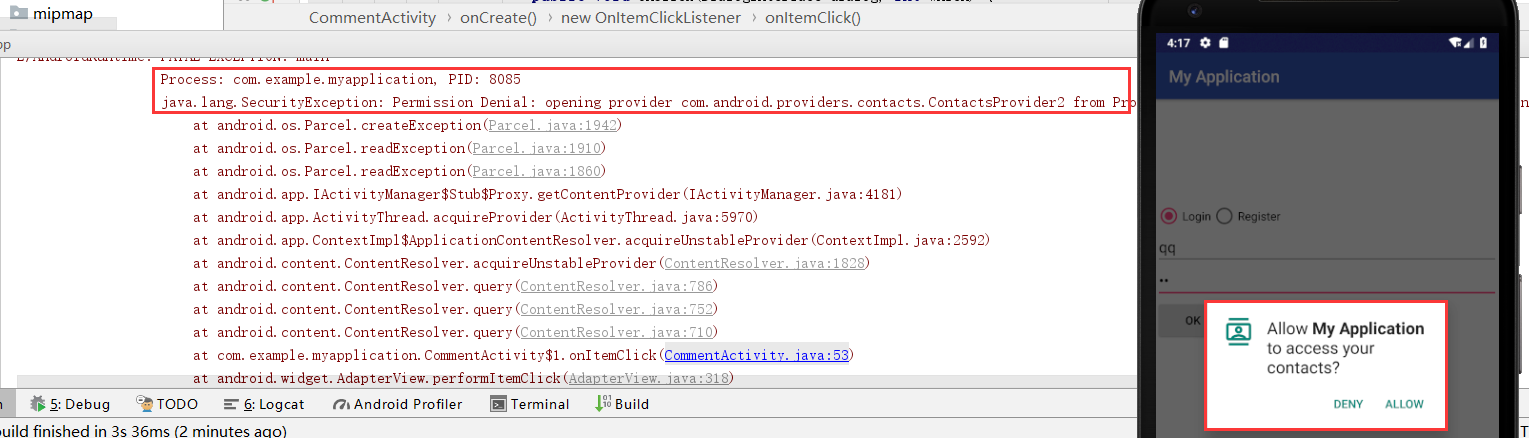 mipmap
CommentActivity › onCreate() › new OnItemClickListener › onItemClick()
Process: com.example.myapplication, PID: 8085
java.lang.SecurityException: Permission Denial: opening provider com.android.providers.contacts.ContactsProvider2 from Pro
at android.os.Parcel.createException(Parcel.java:1942)
at android.os.Parcel.readException(Parcel.java:1910)
at android.os.Parcel.readException(Parcel.java:1860)
at android.app.IActivityManager$Stub$Proxy.getContentProvider(IActivityManager.java:4181)
at android.app.ActivityThread.acquireProvider(ActivityThread.java:5970)
at android.app.ContextImpl$ApplicationContentResolver.acquireUnstableProvider(ContextImpl.java:2592)
at android.content.ContentResolver.acquireUnstableProvider(ContentResolver.java:1828)
at android.content.ContentResolver.query(ContentResolver.java:786)
at android.content.ContentResolver.query(ContentResolver.java:752)
at android.content.ContentResolver.query(ContentResolver.java:710)
at com.example.myapplication.CommentActivity$1.onItemClick(CommentActivity.java:53)
at android.widget.AdapterView.performItemClick(AdapterView.java:318)
5: Debug TODO 6: Logcat Android Profiler Terminal Build
uild finished in 3s 36ms (2 minutes ago)
4:17
My Application
Login Register
qq
OK
Allow My Application
to access your
contacts?
DENY ALLOW